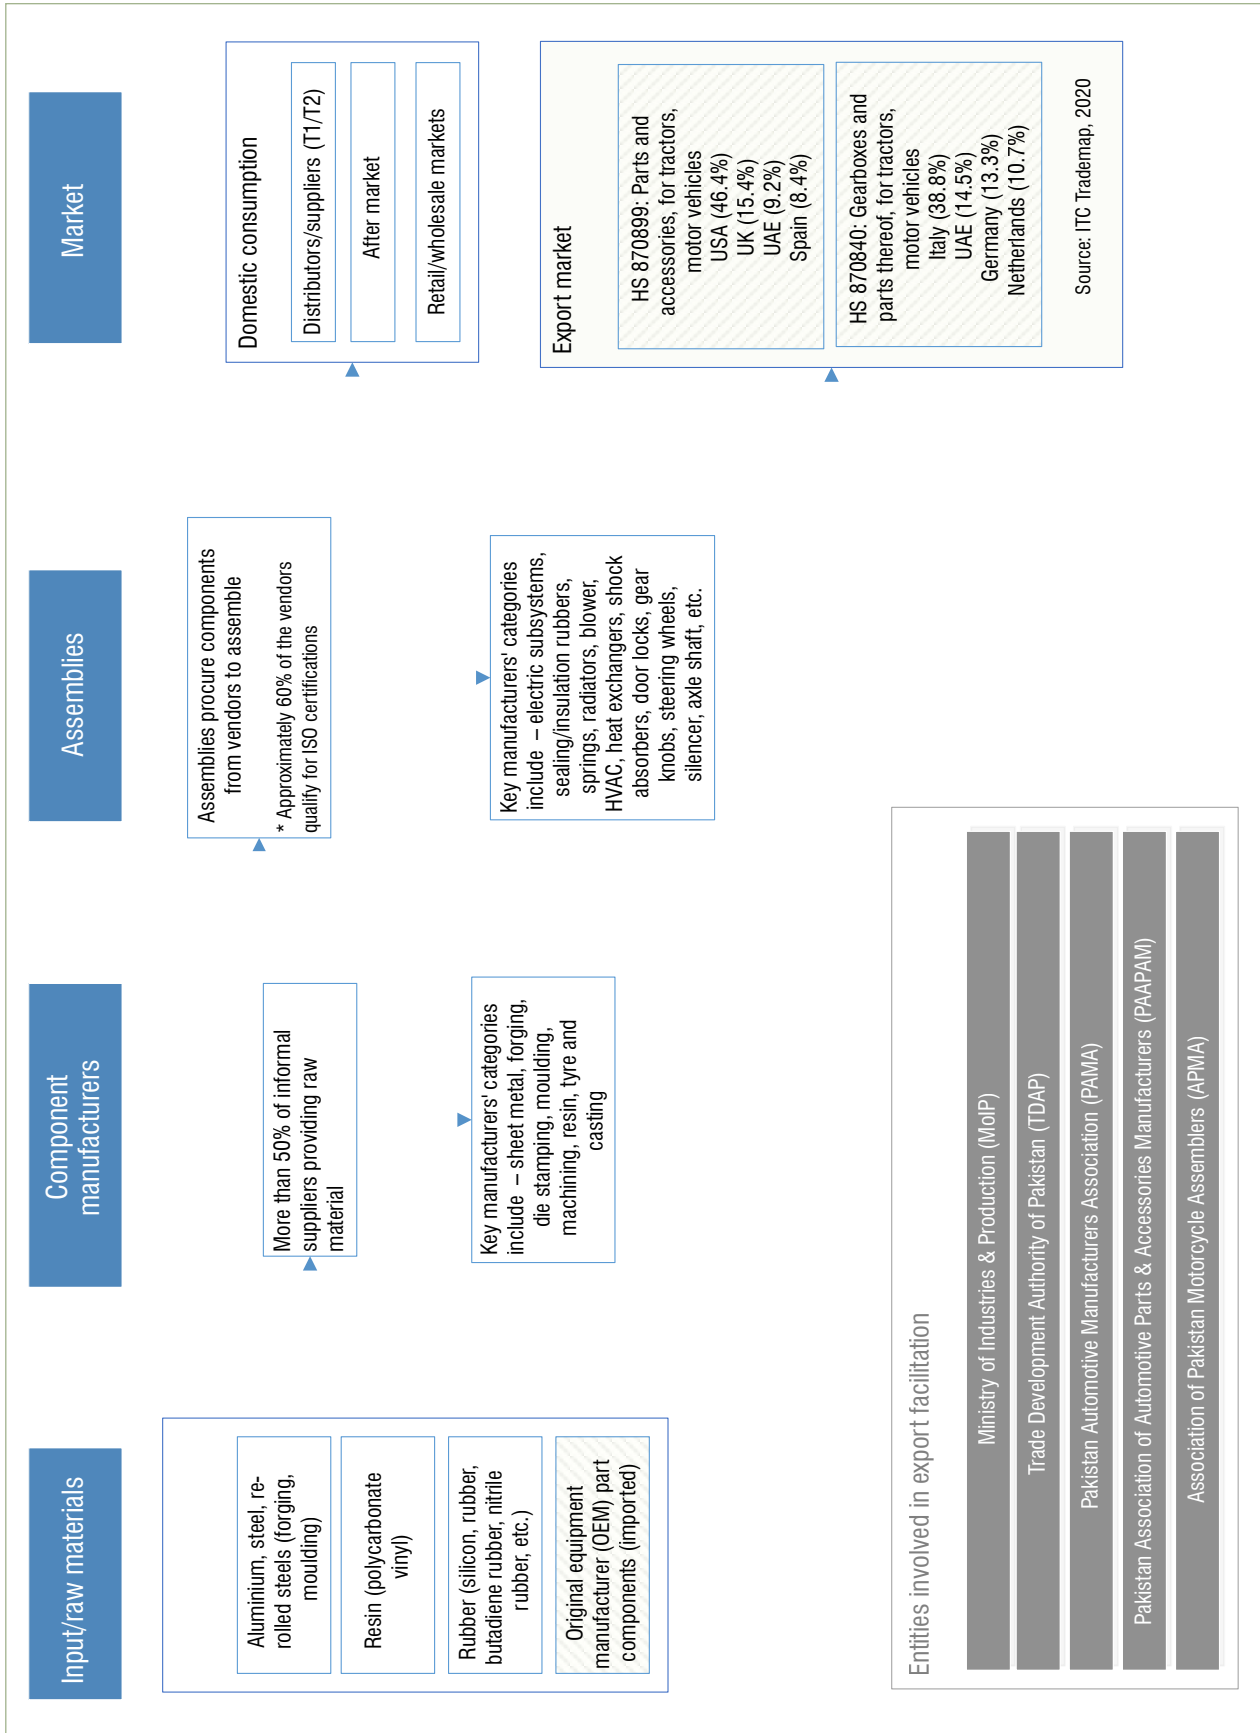 Input/raw materials
Aluminium, steel, re-
rolled steels (forging,
moulding)
Resin (polycarbonate
vinyl)
Rubber (silicon, rubber,
butadiene rubber, nitrile
rubber, etc.)
Original equipment
manufacturer (OEM) part
components (imported)
Component
manufacturers
More than 50% of informal
suppliers providing raw
material
Key manufacturers' categories
include – sheet metal, forging,
die stamping, moulding,
machining, resin, tyre and
casting
Assemblies
Assemblies procure components
from vendors to assemble
* Approximately 60% of the vendors
qualify for ISO certifications
Key manufacturers' categories
include – electric subsystems,
sealing/insulation rubbers,
springs, radiators, blower,
HVAC, heat exchangers, shock
absorbers, door locks, gear
knobs, steering wheels,
silencer, axle shaft, etc.
Market
Domestic consumption
Distributors/suppliers (T1/T2)
After market
Retail/wholesale markets
Export market
HS 870899: Parts and
accessories, for tractors,
motor vehicles
USA (46.4%)
UK (15.4%)
UAE (9.2%)
Spain (8.4%)
HS 870840: Gearboxes and
parts thereof, for tractors,
motor vehicles
Italy (38.8%)
UAE (14.5%)
Germany (13.3%)
Netherlands (10.7%)
Source: ITC Trademap, 2020
Entities involved in export facilitation
Ministry of Industries & Production (MoIP)
Trade Development Authority of Pakistan (TDAP)
Pakistan Automotive Manufacturers Association (PAMA)
Pakistan Association of Automotive Parts & Accessories Manufacturers (PAAPAM)
Association of Pakistan Motorcycle Assemblers (APMA)